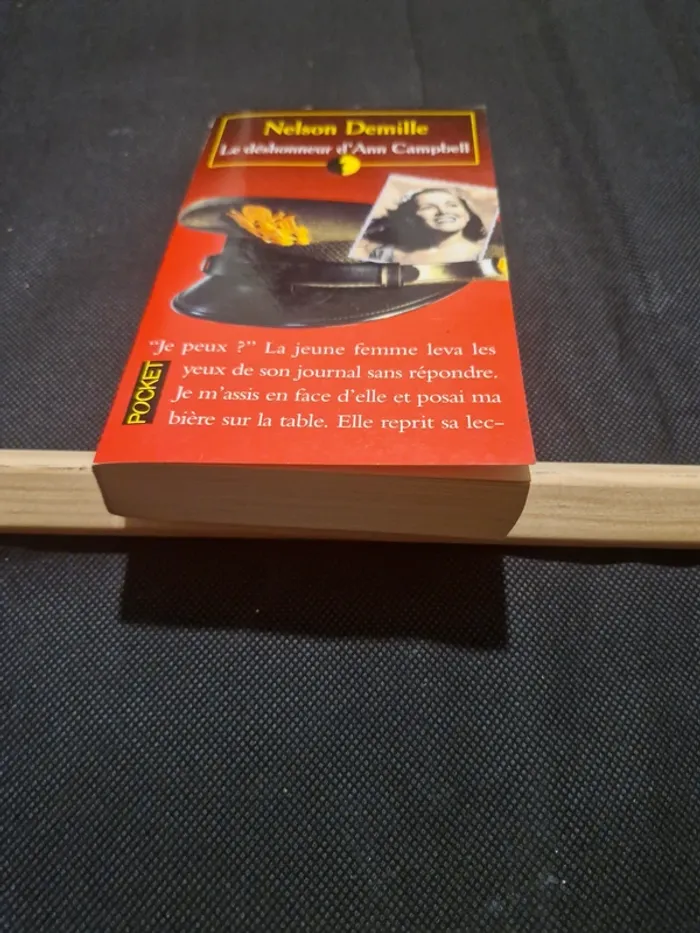 Nelson Demille
Le déshonneur d'Ann Campbell
"Je peux ?" La jeune femme leva les
yeux de son journal sans répondre.
Je m'assis en face d'elle et posai ma
bière sur la table. Elle reprit sa lec-
POCKET